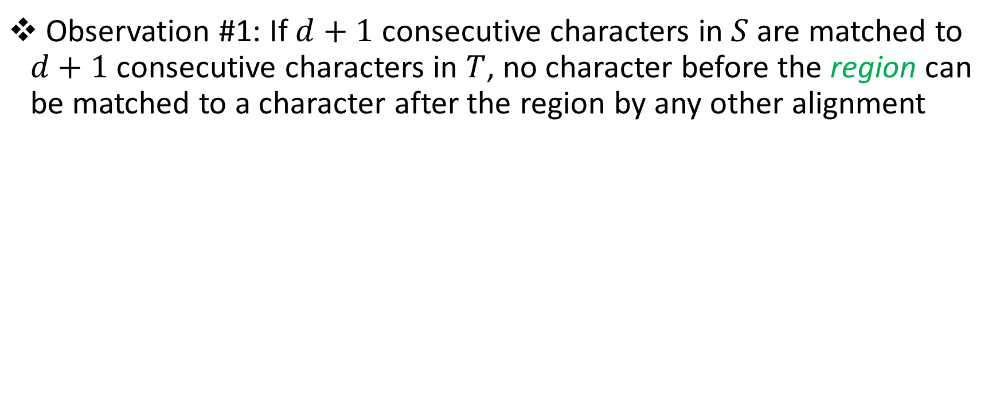 ❖ Observation #1: If 𝑑 + 1 consecutive characters in 𝑆 are matched to
𝑑 + 1 consecutive characters in 𝑇, no character before the region can
be matched to a character after the region by any other alignment